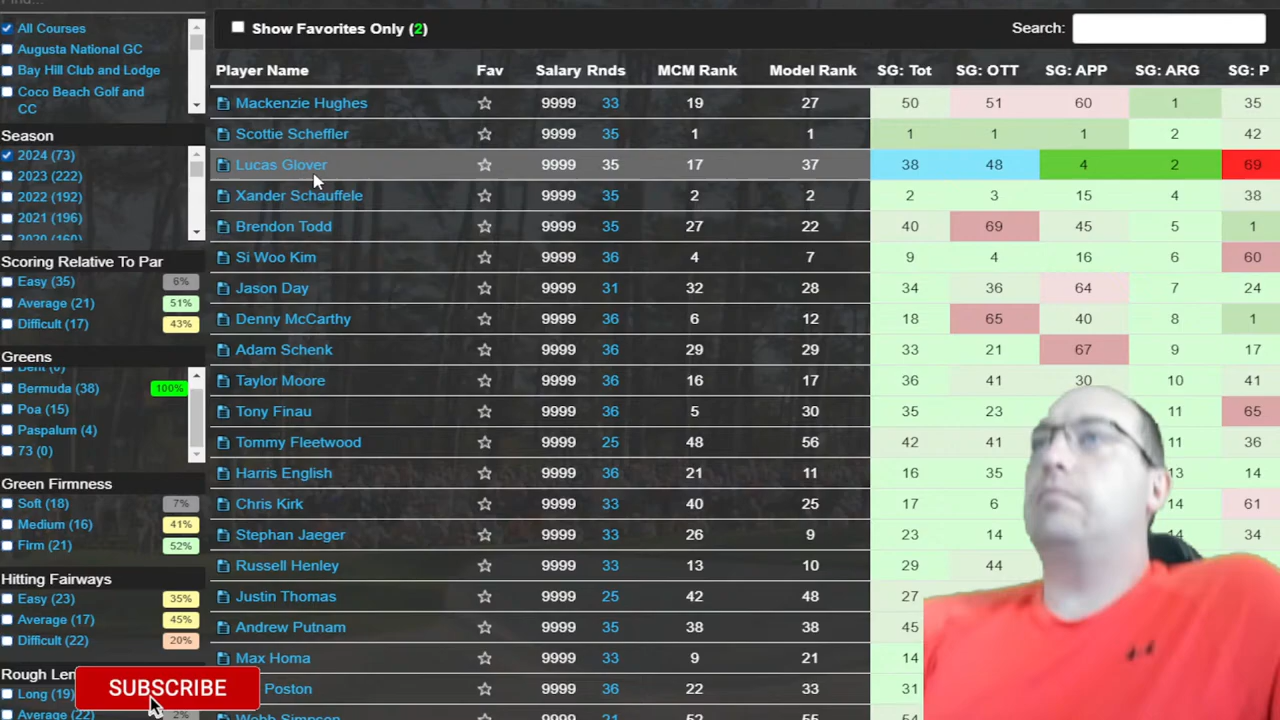 Show Favorites Only (2)
Search:
All Courses
Augusta National GC
Bay Hill Club and Lodge
Coco Beach Golf and
CC
Season
2024 (73)
2023 (222)
2022 (192)
2021 (196)
2020 (160)
Scoring Relative To Par
Easy (35) 6%
Average (21) 51%
Difficult (17) 43%
Greens
Bent (0)
Bermuda (38) 100%
Poa (15)
Paspalum (4)
73 (0)
Green Firmness
Soft (18) 7%
Medium (16) 41%
Firm (21) 52%
Hitting Fairways
Easy (23) 35%
Average (17) 45%
Difficult (22) 20%
Rough Len
Long (19)
Average (22) 2%
SUBSCRIBE
Player Name Fav Salary Rnds MCM Rank Model Rank SG: Tot SG: OTT SG: APP SG: ARG SG: P
Mackenzie Hughes 9999 33 19 27 50 51 60 1 35
Scottie Scheffler 9999 35 1 1 1 1 1 2 42
Lucas Glover 9999 35 17 37 38 48 4 2 69
Xander Schauffele 9999 35 2 2 2 3 15 4 38
Brendon Todd 9999 35 27 22 40 69 45 5 1
Si Woo Kim 9999 36 4 7 9 4 16 6 60
Jason Day 9999 31 32 28 34 36 64 7 24
Denny McCarthy 9999 36 6 12 18 65 40 8 1
Adam Schenk 9999 36 29 29 33 21 67 9 17
Taylor Moore 9999 36 16 17 36 41 30 10 41
Tony Finau 9999 36 5 30 35 23 11 65
Tommy Fleetwood 9999 25 48 56 42 41 11 36
Harris English 9999 36 21 11 16 35 13 14
Chris Kirk 9999 33 40 25 17 6 14 61
Stephan Jaeger 9999 33 26 9 23 14 14 34
Russell Henley 9999 33 13 10 29 44
Justin Thomas 9999 25 42 48 27
Andrew Putnam 9999 35 38 38 45
Max Homa 9999 33 9 21 14
Poston 9999 36 22 33 31
Webb Simpson 9999 21 52 55 54